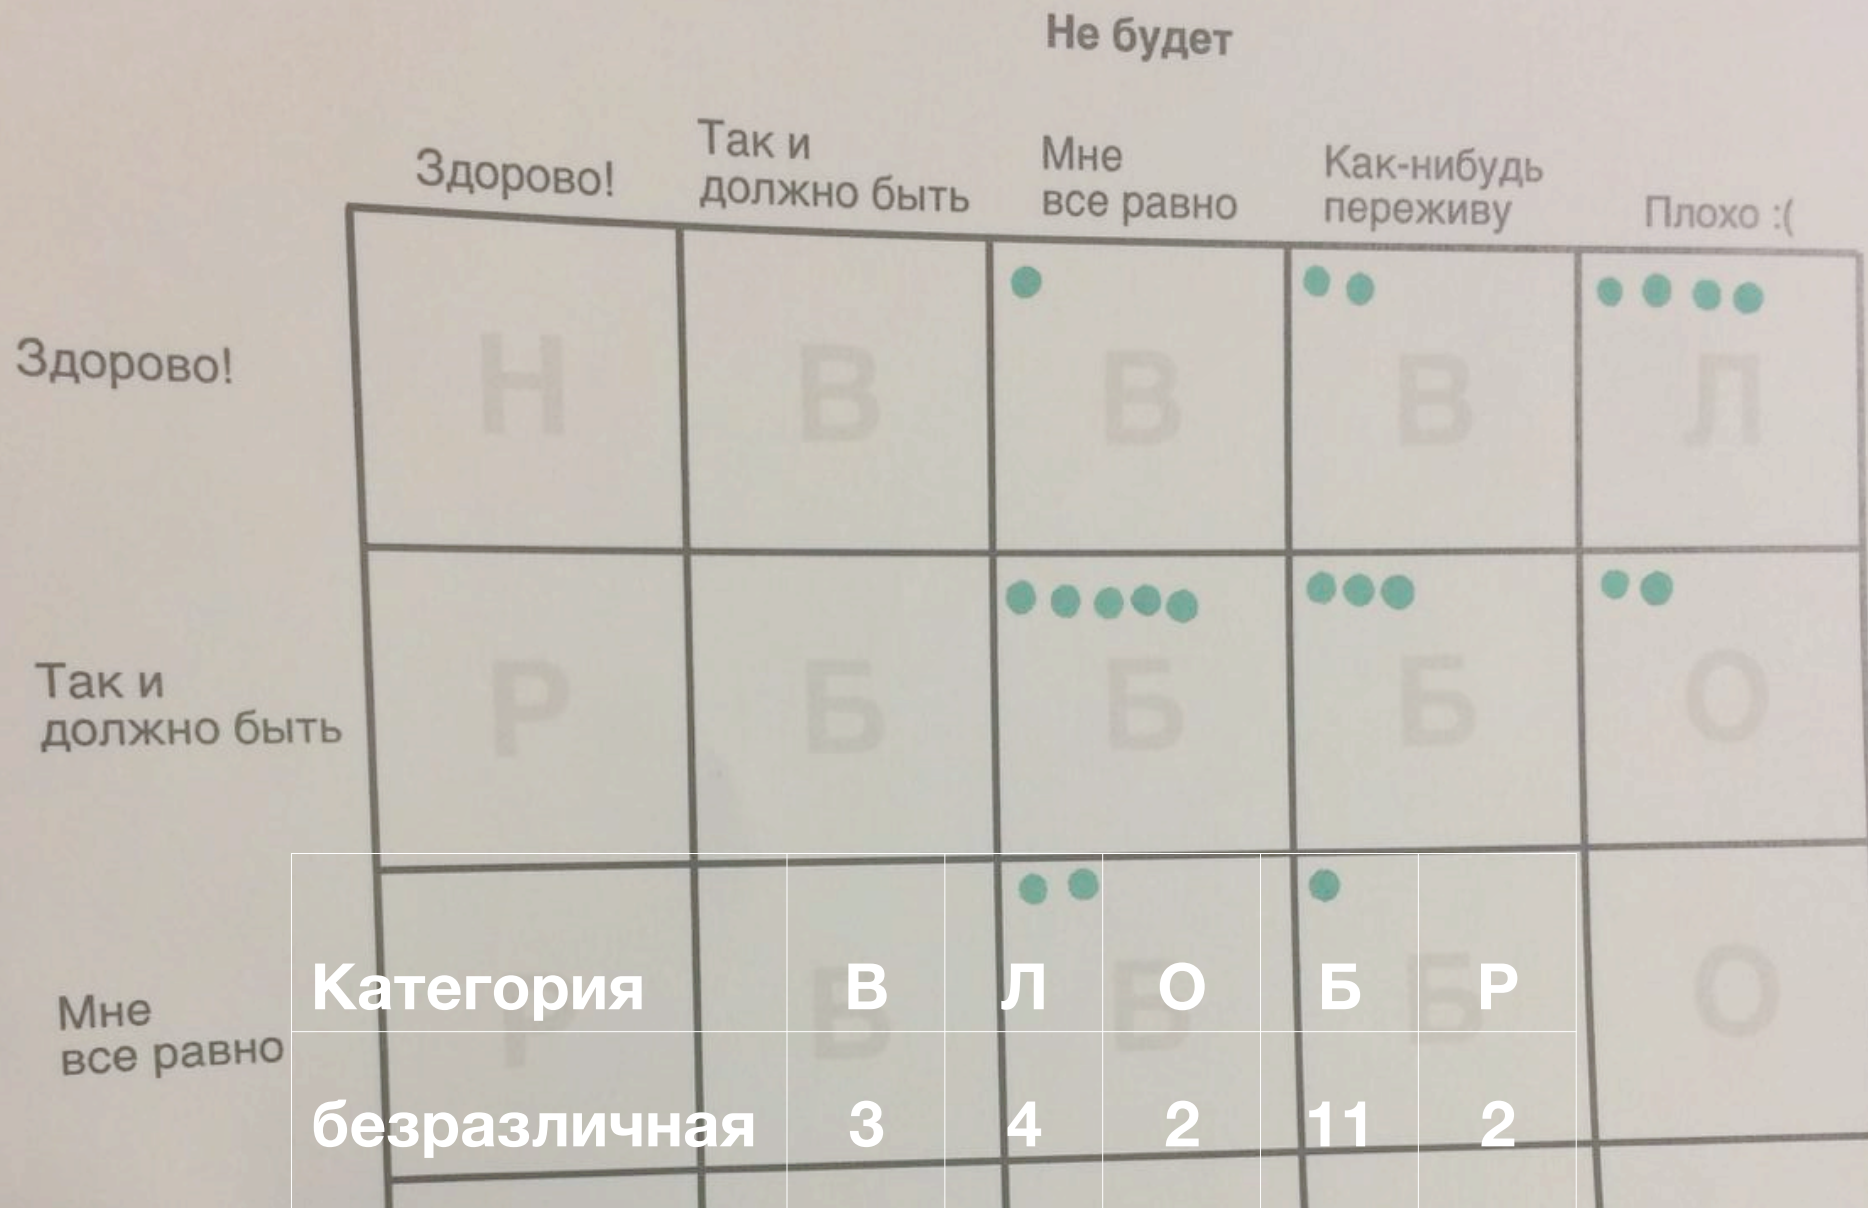 Не будет
Здорово!
Так и
должно быть
Мне
все равно
Как-нибудь
переживу
Плохо :(
Здорово!
Н В В В Л
Так и
должно быть
Р Б Б Б О
Мне
все равно
Б О
Категория В Л О Б Р
безразличная 3 4 2 11 2